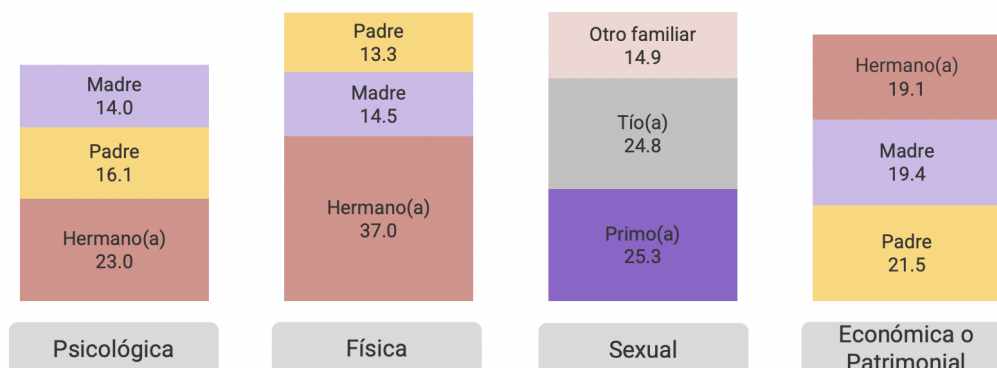 Madre
14.0
Padre
16.1
Hermano(a)
23.0
Psicológica
Padre
13.3
Madre
14.5
Hermano(a)
37.0
Física
Otro familiar
14.9
Tío(a)
24.8
Primo(a)
25.3
Sexual
Hermano(a)
19.1
Madre
19.4
Padre
21.5
Económica o
Patrimonial